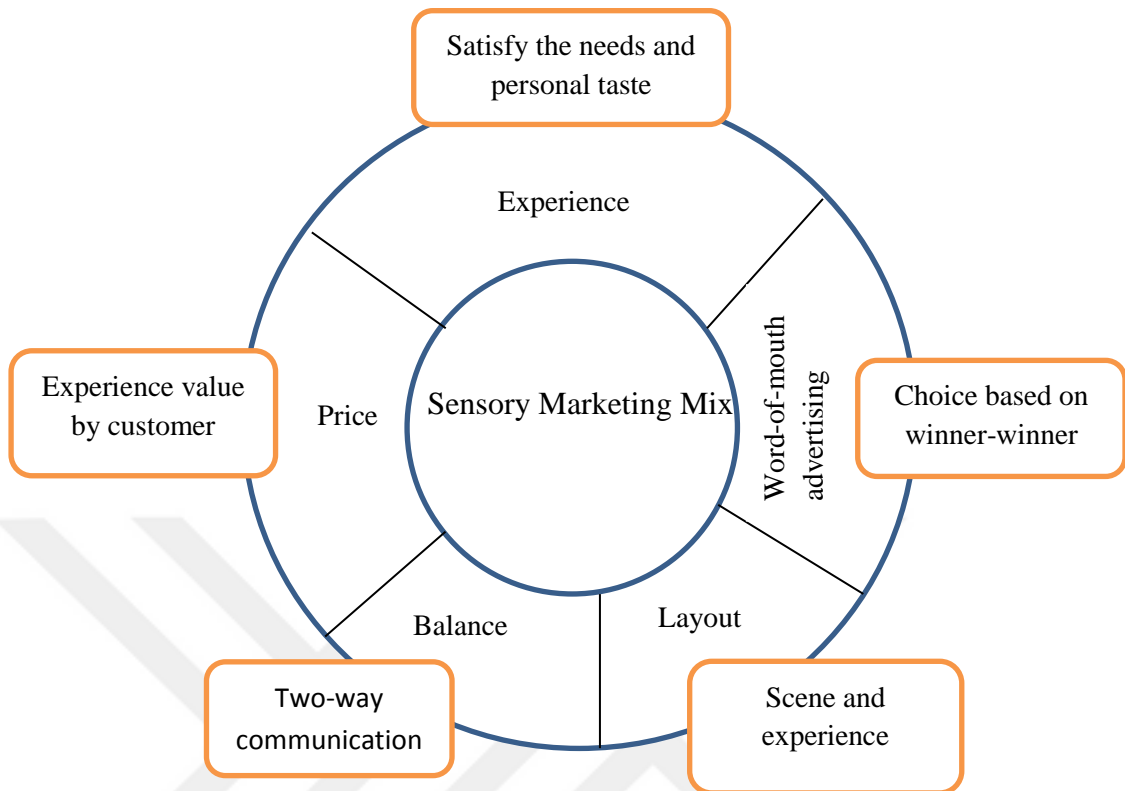 Satisfy the needs and
personal taste
Experience
Word-of-mouth
advertising
Experience value
by customer
Price
Sensory Marketing Mix
Choice based on
winner-winner
Balance
Layout
Two-way
communication
Scene and
experience